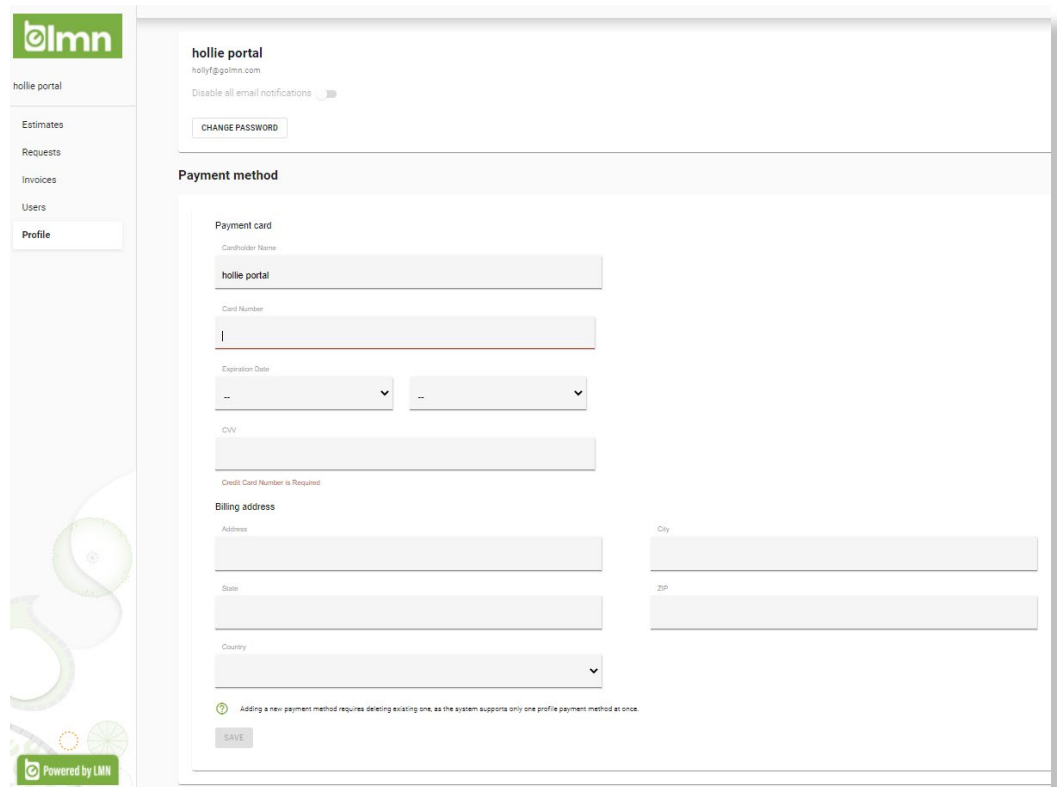 lmn
hollie portal
Estimates
Requests
Invoices
Users
Profile
Powered by LMN
hollie portal
hollyf@golmn.com
Disable all email notifications
CHANGE PASSWORD
Payment method
Payment card
Cardholder Name
hollie portal
Card Number
Expiration Date
-- --
CVV
Credit Card Number is Required
Billing address
Address City
State ZIP
Country
Adding a new payment method requires deleting existing one, as the system supports only one profile payment method at once.
SAVE